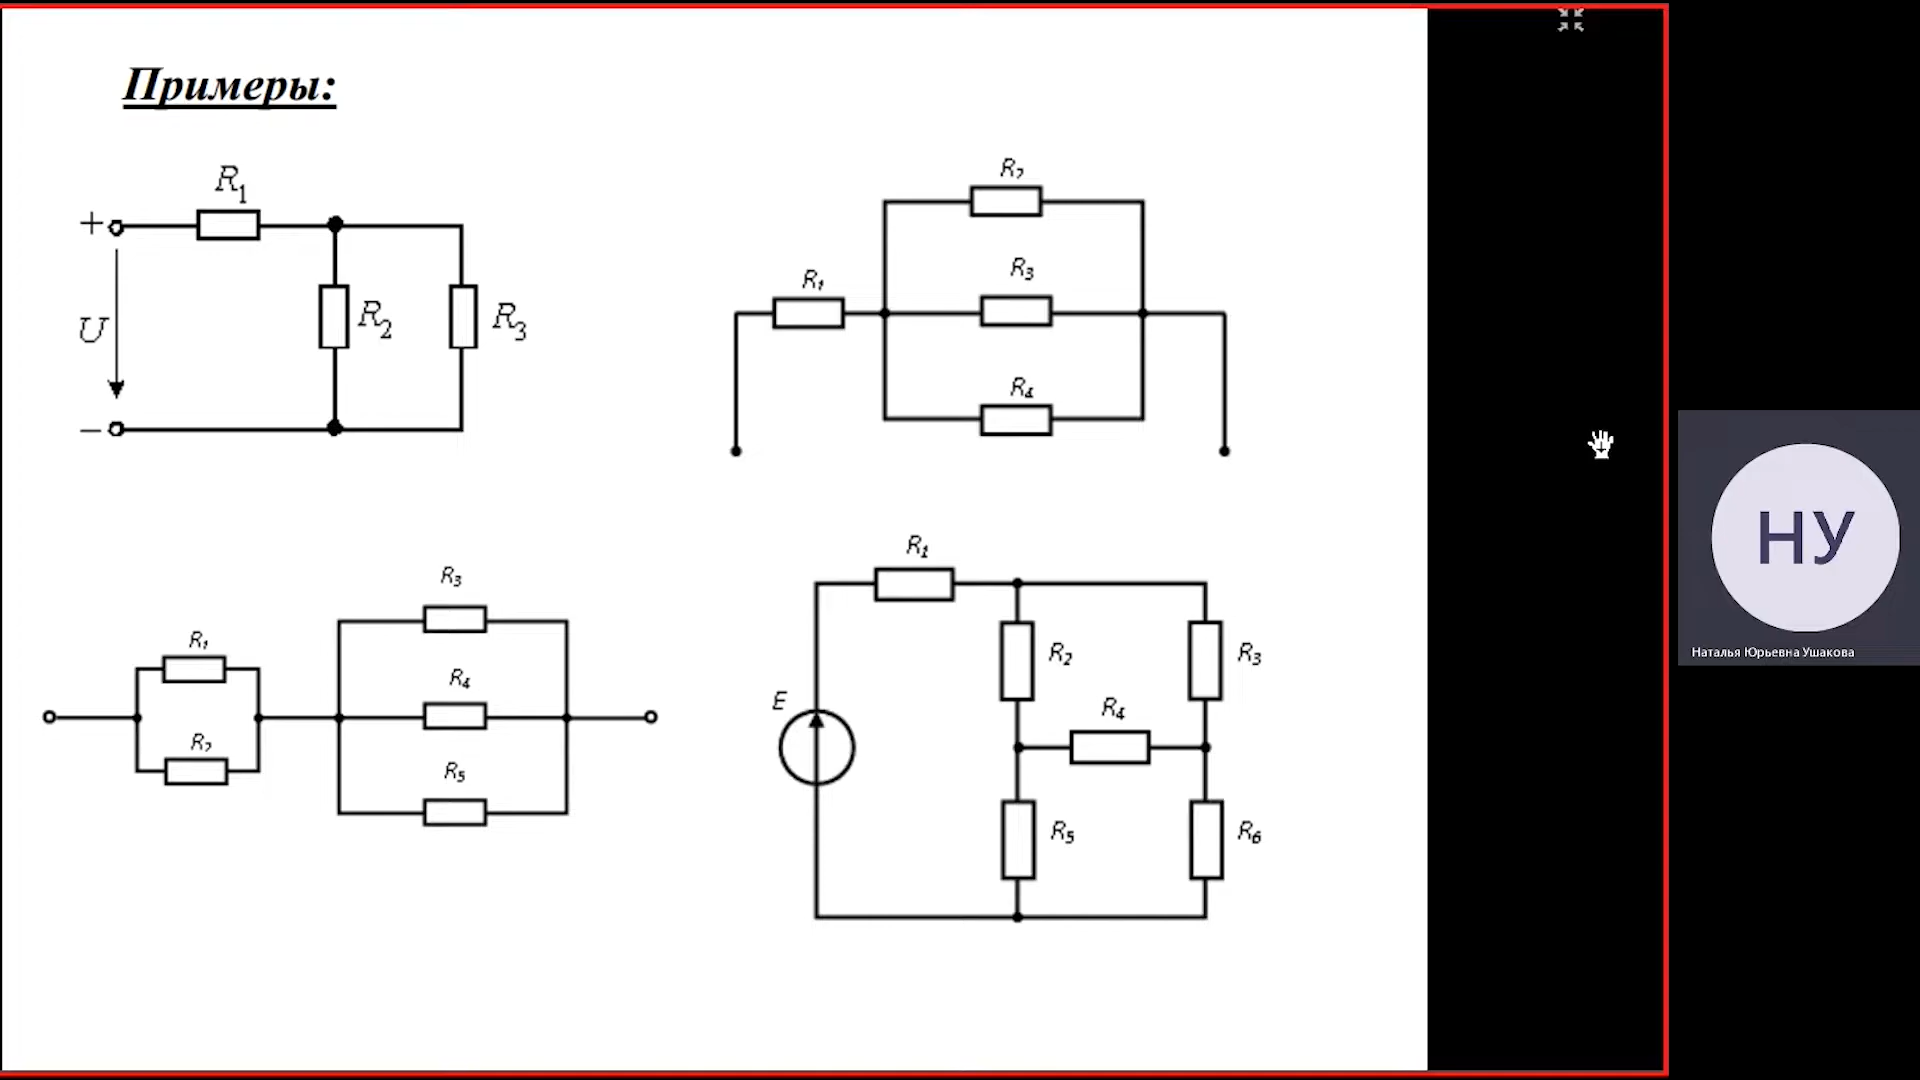 Примеры:
R1
+
U
R2
R3
–
R2
R1
R3
R4
R3
R1
R4
R2
R5
R1
E
R2
R3
R4
R5
R6
НУ
Наталья Юрьевна Ушакова